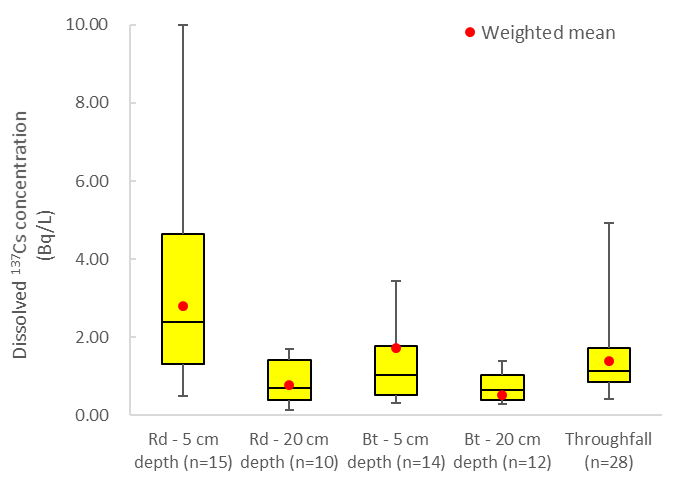 10.00
Weighted mean
8.00
6.00
4.00
2.00
0.00
Dissolved ¹³⁷Cs concentration
(Bq/L)
Rd - 5 cm
depth (n=15)
Rd - 20 cm
depth (n=10)
Bt - 5 cm
depth (n=14)
Bt - 20 cm
depth (n=12)
Throughfall
(n=28)